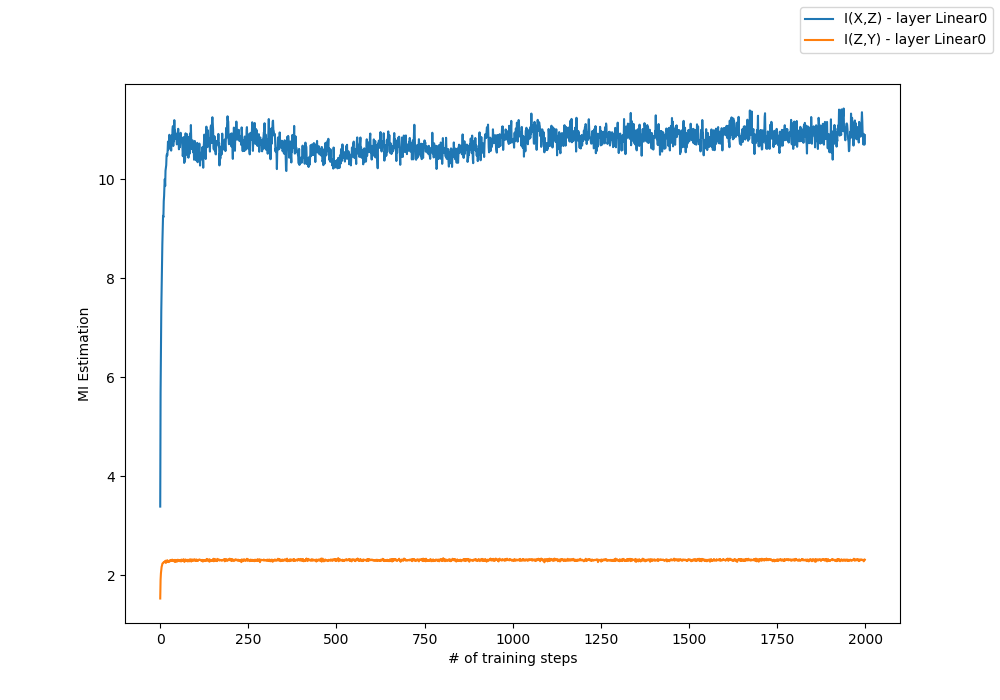 I(X,Z) - layer Linear0
I(Z,Y) - layer Linear0
10
8
6
4
2
MI Estimation
0 250 500 750 1000 1250 1500 1750 2000
# of training steps